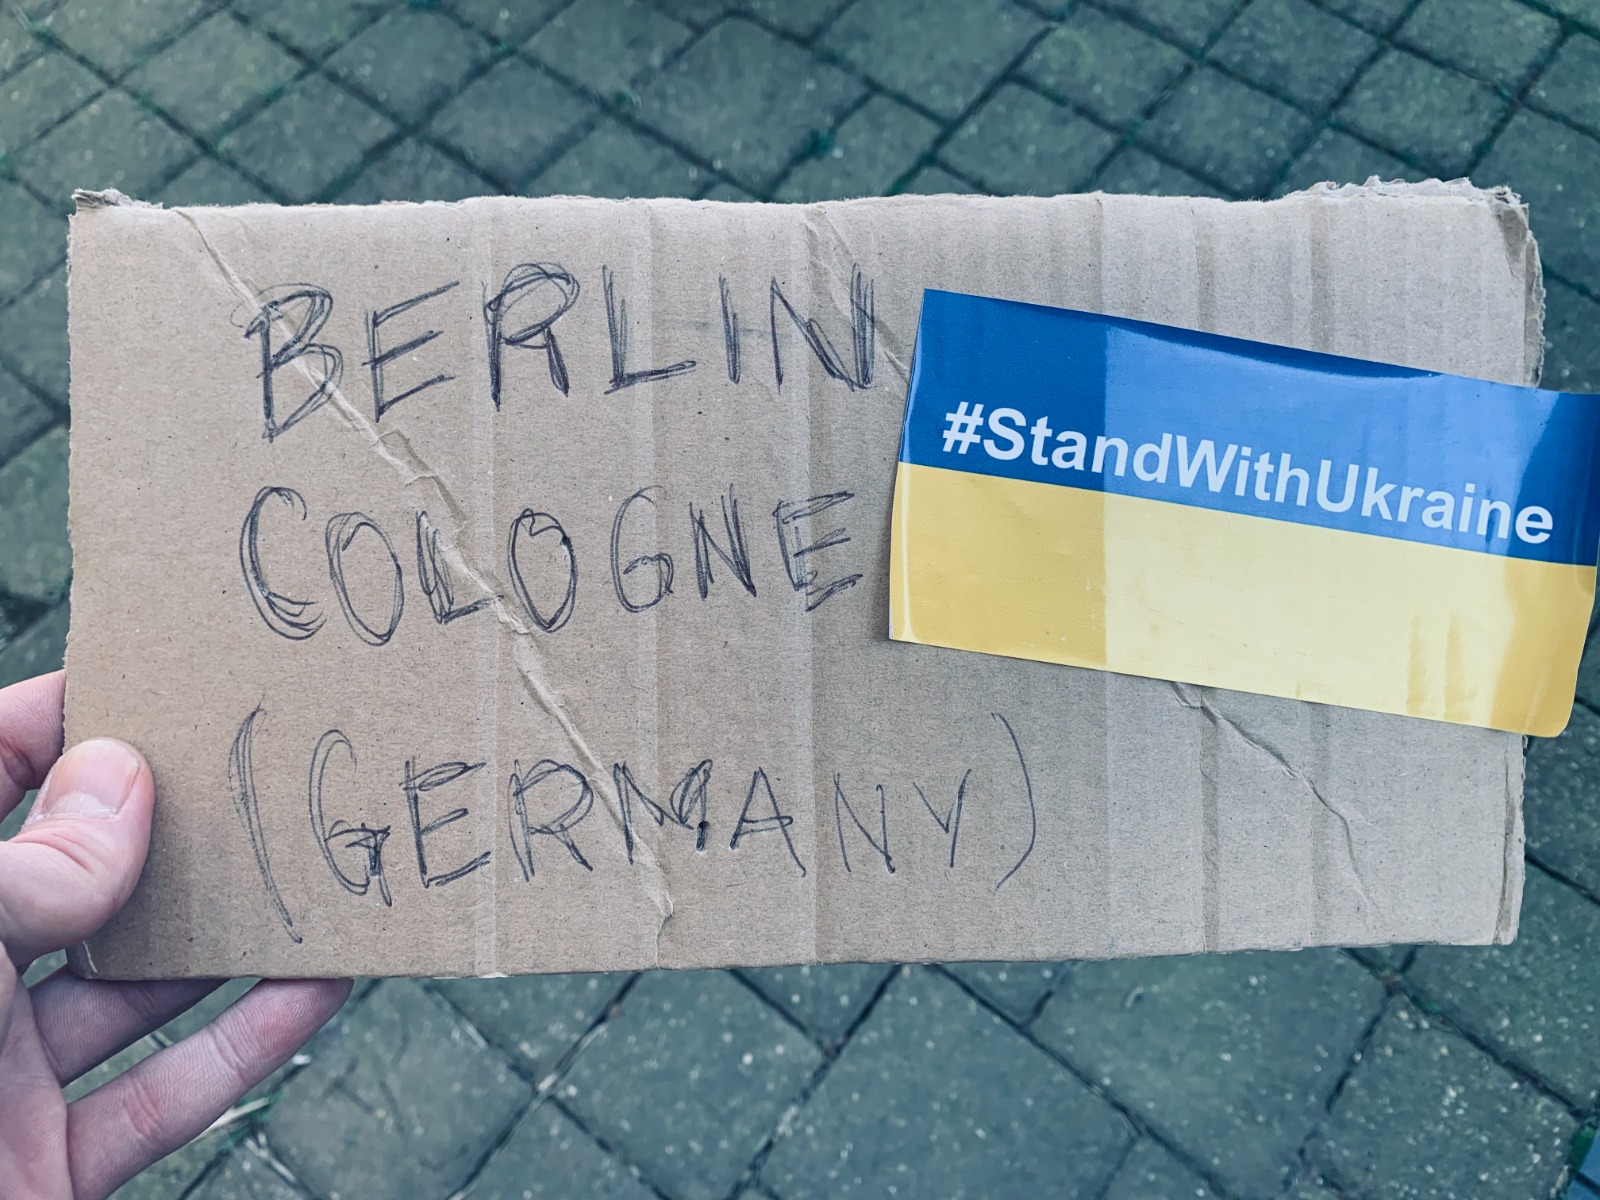 BERLIN
COLOGNE
(GERMANY)
#StandWithUkraine